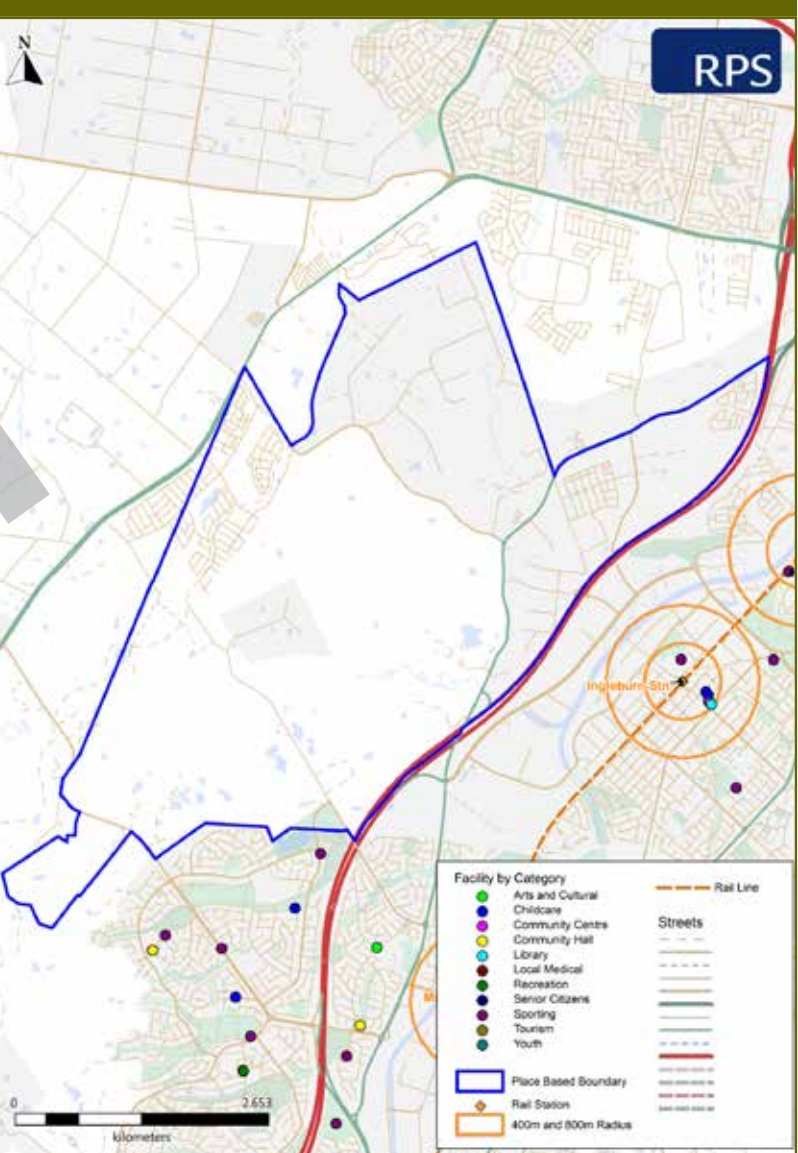 N
RPS
Ingleburn Stn
M
Facility by Category
Arts and Cultural
Childcare
Community Centre
Community Hall
Library
Local Medical
Recreation
Senior Citizens
Sporting
Tourism
Youth
Place Based Boundary
Rail Station
400m and 800m Radius
Rail Line
Streets
0
2.653
kilometers